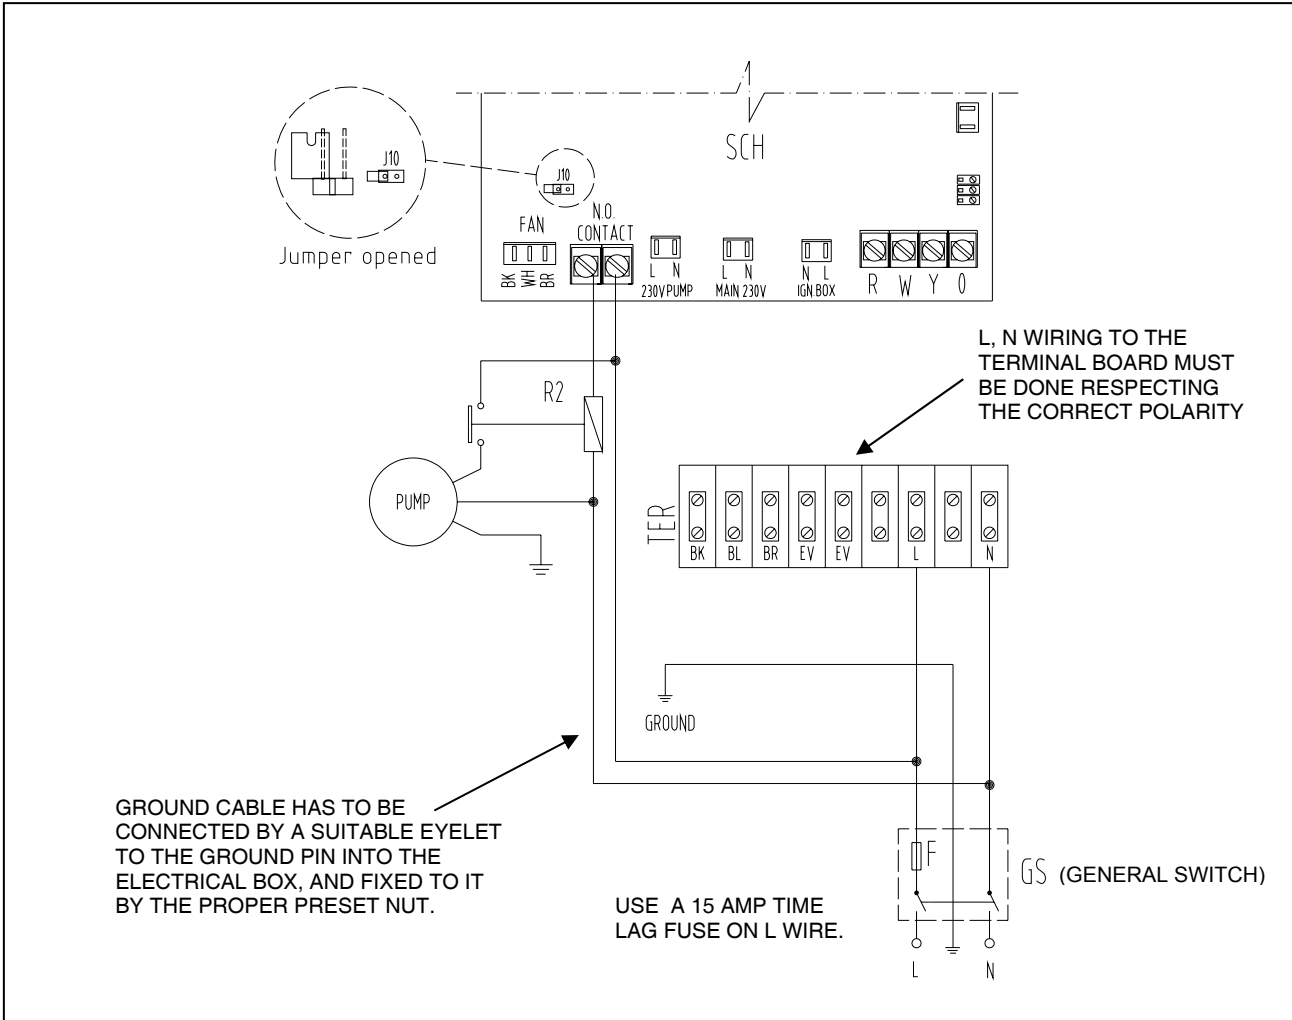 SCH
J10
J10
Jumper opened
FAN
N.O.
CONTACT
BK
WH
BR
L N
230V PUMP
L N
MAIN 230V
N L
IGN.BOX
R W Y O
L, N WIRING TO THE
TERMINAL BOARD MUST
BE DONE RESPECTING
THE CORRECT POLARITY
R2
PUMP
TER
BK BL BR EV EV L N
GROUND
GROUND CABLE HAS TO BE
CONNECTED BY A SUITABLE EYELET
TO THE GROUND PIN INTO THE
ELECTRICAL BOX, AND FIXED TO IT
BY THE PROPER PRESET NUT.
F
GS (GENERAL SWITCH)
USE A 15 AMP TIME
LAG FUSE ON L WIRE.
L N